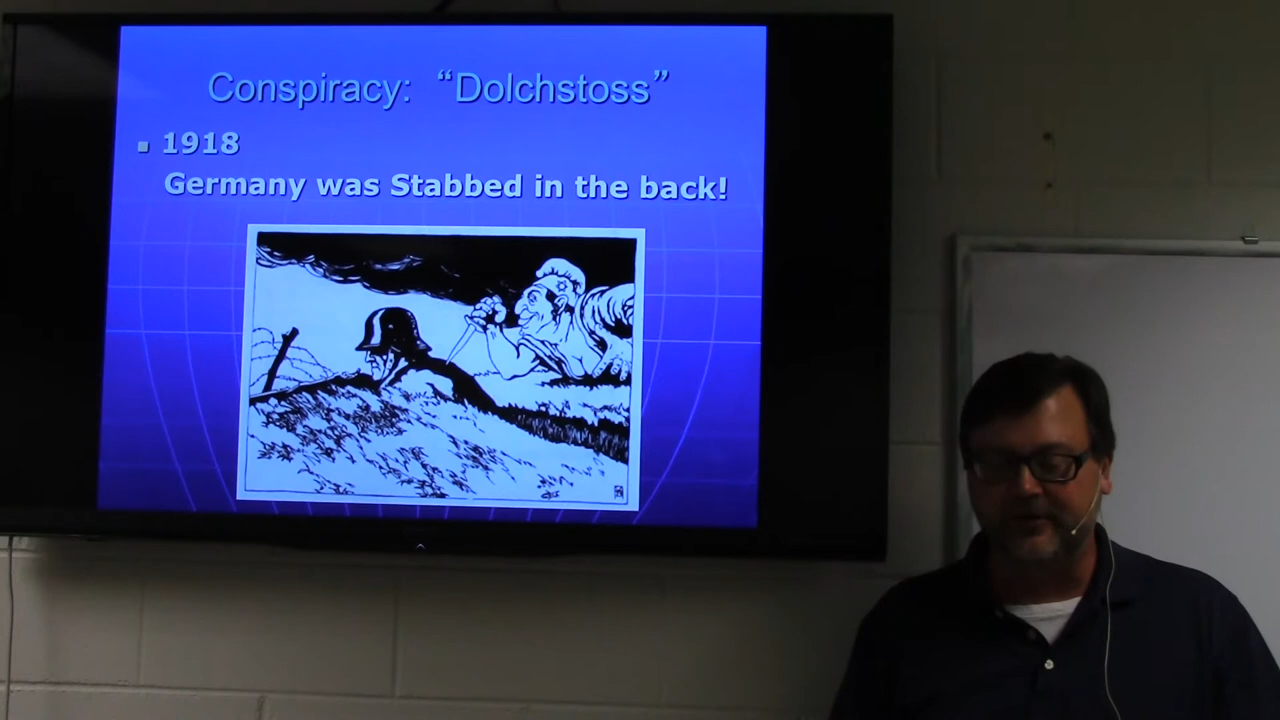 Conspiracy: “Dolchstoss”
1918
Germany was Stabbed in the back!